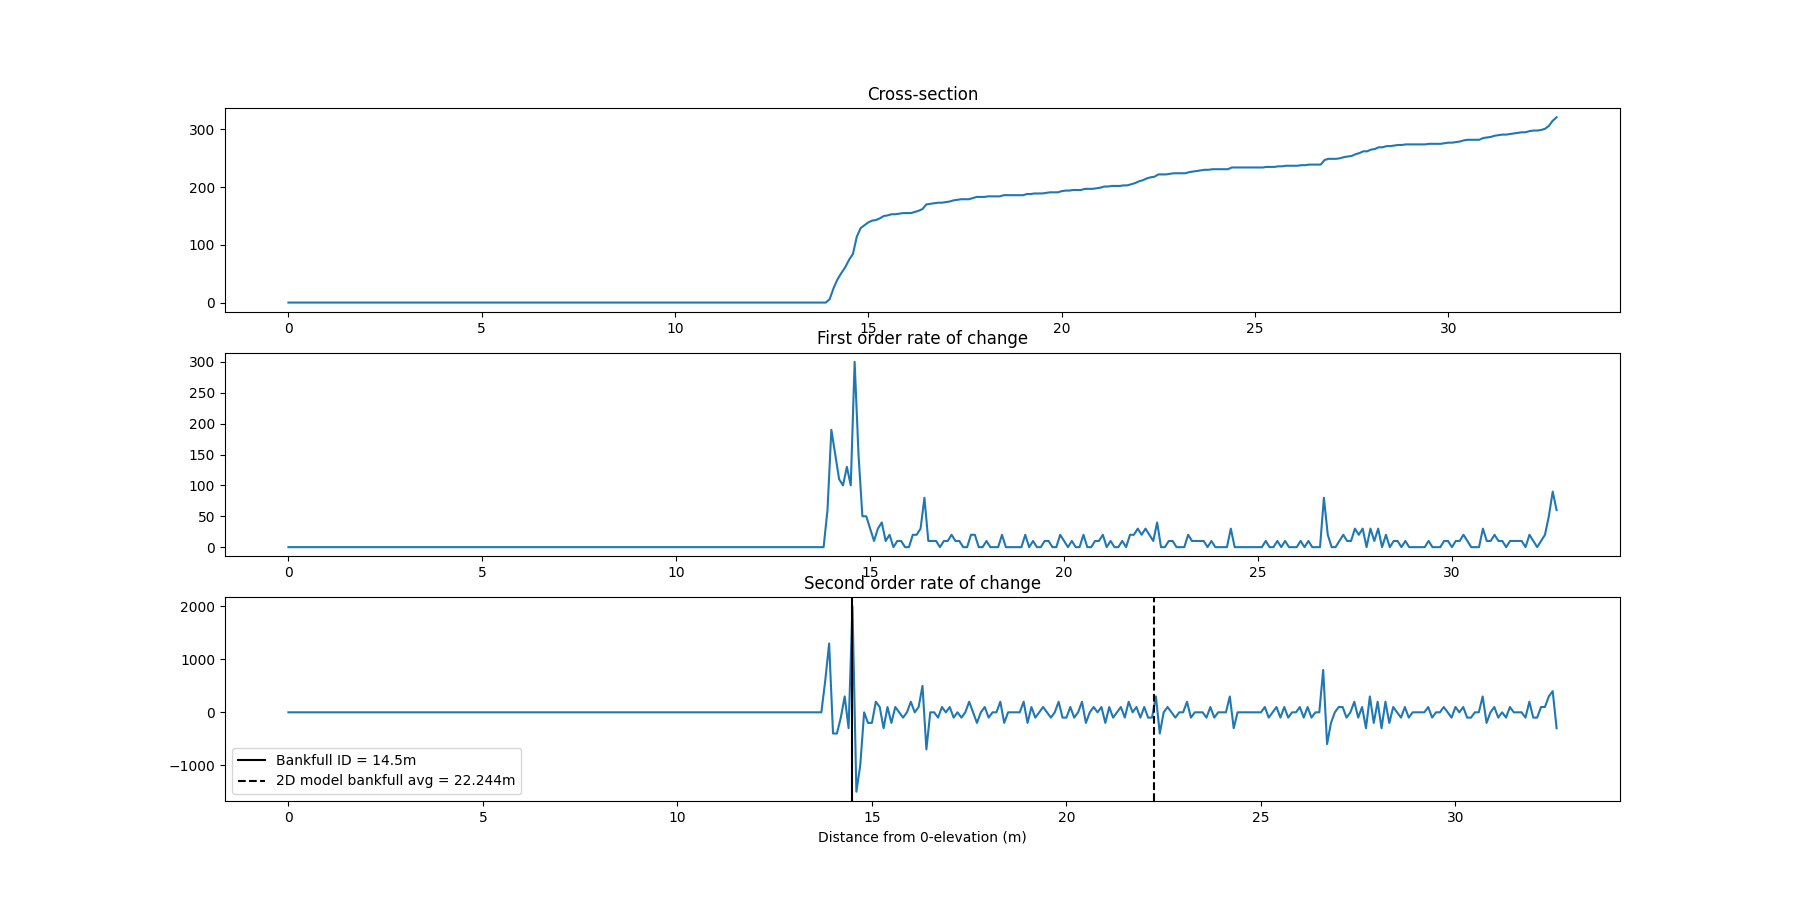 Cross-section
300
200
100
0
0 5 10 15 20 25 30
First order rate of change
300
250
200
150
100
50
0
0 5 10 15 20 25 30
Second order rate of change
2000
1000
0
−1000
Bankfull ID = 14.5m
2D model bankfull avg = 22.244m
0 5 10 15 20 25 30
Distance from 0-elevation (m)